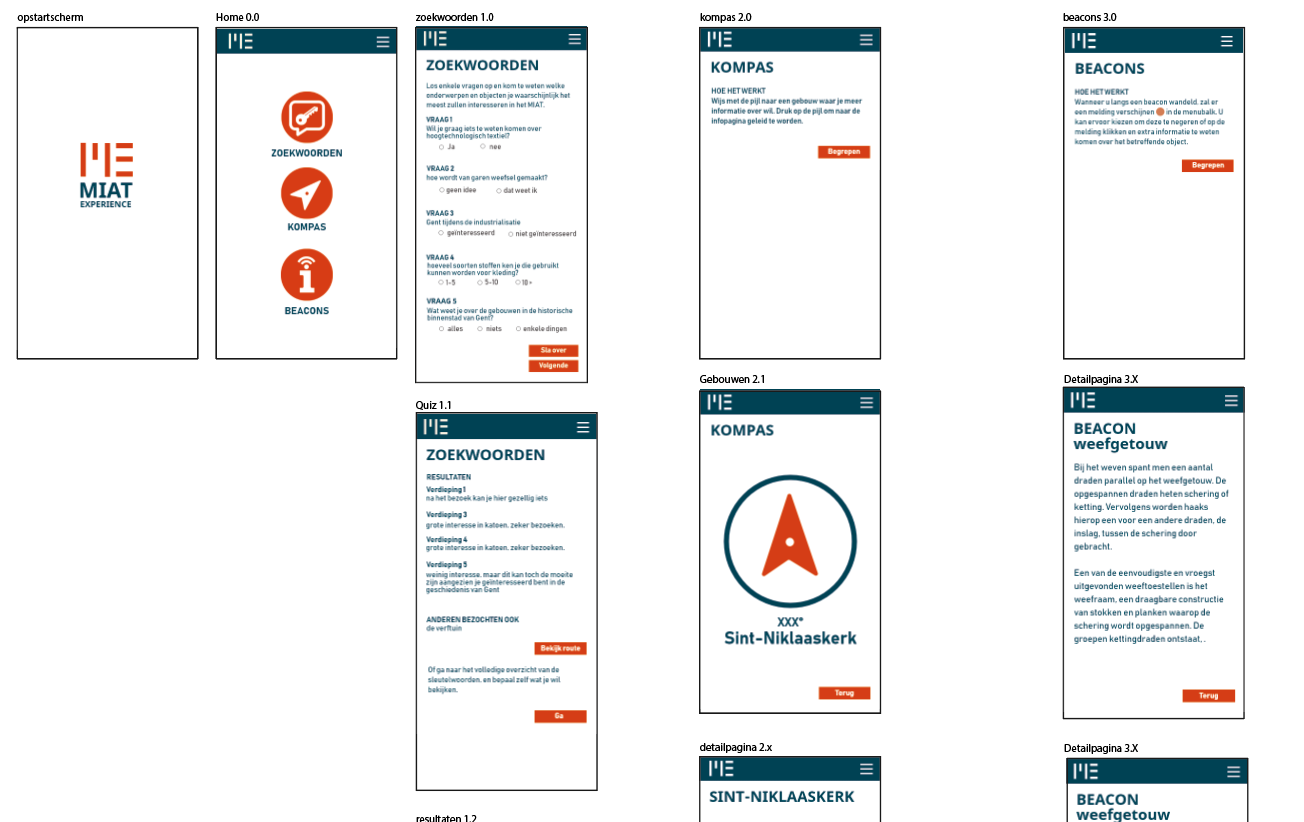 opstartscherm
MIAT
EXPERIENCE
Home 0.0
ZOEKWOORDEN
KOMPAS
BEACONS
zoekwoorden 1.0
ZOEKWOORDEN
Los enkele vragen op en kom te weten welke
onderwerpen en objecten je waarschijnlijk het
meest zullen interesseren in het MIAT.
VRAAG 1
Wil je graag iets te weten komen over
hoogtechnologisch textiel?
Ja nee
VRAAG 2
hoe wordt van garen weefsel gemaakt?
geen idee dat weet ik
VRAAG 3
Gent tijdens de industrialisatie
geïnteresseerd niet geïnteresseerd
VRAAG 4
hoeveel soorten stoffen ken je die gebruikt
kunnen worden voor kleding?
1-5 5-10 10+
VRAAG 5
Wat weet je over de gebouwen in de historische
binnenstad van Gent?
alles niets enkele dingen
Sla over
Volgende
Quiz 1.1
ZOEKWOORDEN
RESULTATEN
Verdieping 1
na het bezoek kan je hier gezellig iets
Verdieping 3
grote interesse in katoen, zeker bezoeken.
Verdieping 4
grote interesse in katoen, zeker bezoeken.
Verdieping 5
weinig interesse, maar dit kan toch de moeite
zijn aangezien je geïnteresseerd bent in de
geschiedenis van Gent
ANDEREN BEZOCHTEN OOK
de verftuin
Bekijk route
Of ga naar het volledige overzicht van de
sleutelwoorden, en bepaal zelf wat je wil
bekijken.
Ga
resultaten 1.2
kompas 2.0
KOMPAS
HOE HET WERKT
Wijs met de pijl naar een gebouw waar je meer
informatie over wil. Druk op de pijl om naar de
infopagina geleid te worden.
Begrepen
Gebouwen 2.1
KOMPAS
XXX°
Sint-Niklaaskerk
Terug
detailpagina 2.x
SINT-NIKLAASKERK
beacons 3.0
BEACONS
HOE HET WERKT
Wanneer u langs een beacon wandeld, zal er
een melding verschijnen in de menubalk. U
kan ervoor kiezen om deze te negeren of op de
melding klikken en extra informatie te weten
komen over het betreffende object.
Begrepen
Detailpagina 3.X
BEACON
weefgetouw
Bij het weven spant men een aantal
draden parallel op het weefgetouw. De
opgespannen draden heten schering of
ketting. Vervolgens worden haaks
hierop een voor een andere draden, de
inslag, tussen de schering door
gebracht.
Een van de eenvoudigste en vroegst
uitgevonden weeftoestellen is het
weefraam, een draagbare constructie
van stokken en planken waarop de
schering wordt opgespannen. De
groepen kettingdraden ontstaat, .
Terug
Detailpagina 3.X
BEACON
weefgetouw